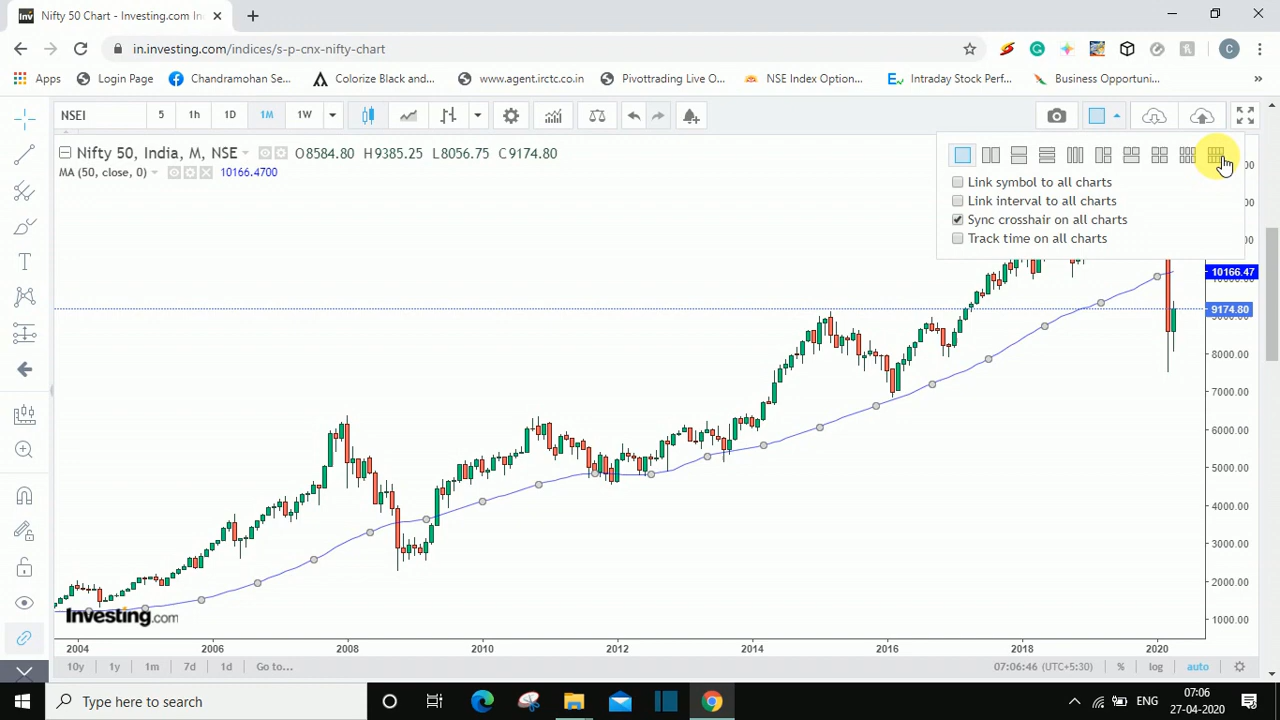 Nifty 50 Chart - Investing.com In
in.investing.com/indices/s-p-cnx-nifty-chart
C
Apps
Login Page
Chandramohan Se...
Colorize Black and...
www.agent.irctc.co.in
Pivottrading Live O...
NSE Index Option...
Intraday Stock Perf...
Business Opportuni...
»
NSEI
5
1h
1D
1M
1W
Nifty 50, India, M, NSE
O8584.80 H9385.25 L8056.75 C9174.80
MA (50, close, 0)
10166.4700
Link symbol to all charts
Link interval to all charts
Sync crosshair on all charts
Track time on all charts
10166.47
9174.80
8000.00
7000.00
6000.00
5000.00
4000.00
3000.00
2000.00
1000.00
Investing.com
2004
2006
2008
2010
2012
2014
2016
2018
2020
10y
1y
1m
7d
1d
Go to...
07:06:46 (UTC+5:30)
%
log
auto
Type here to search
ENG
07:06
27-04-2020